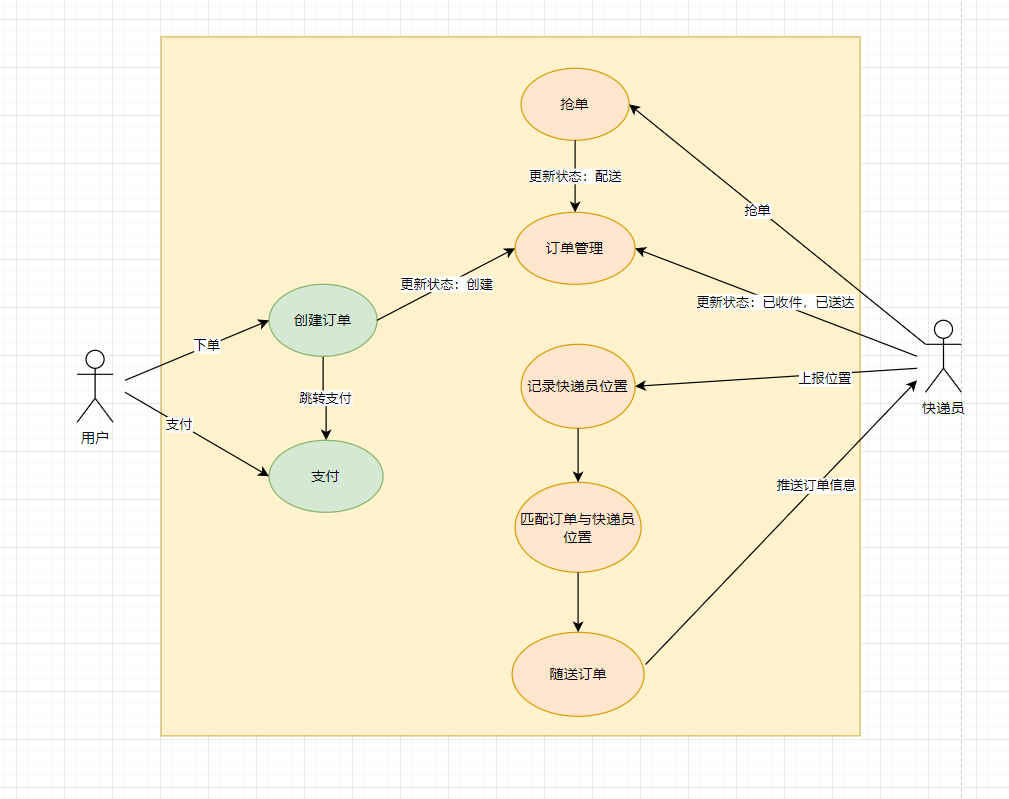 抢单
更新状态：配送
抢单
订单管理
更新状态：创建
更新状态：已收件，已送达
创建订单
下单
上报位置
记录快递员位置
跳转支付
快递员
支付
用户
支付
推送订单信息
匹配订单与快递员
位置
随送订单